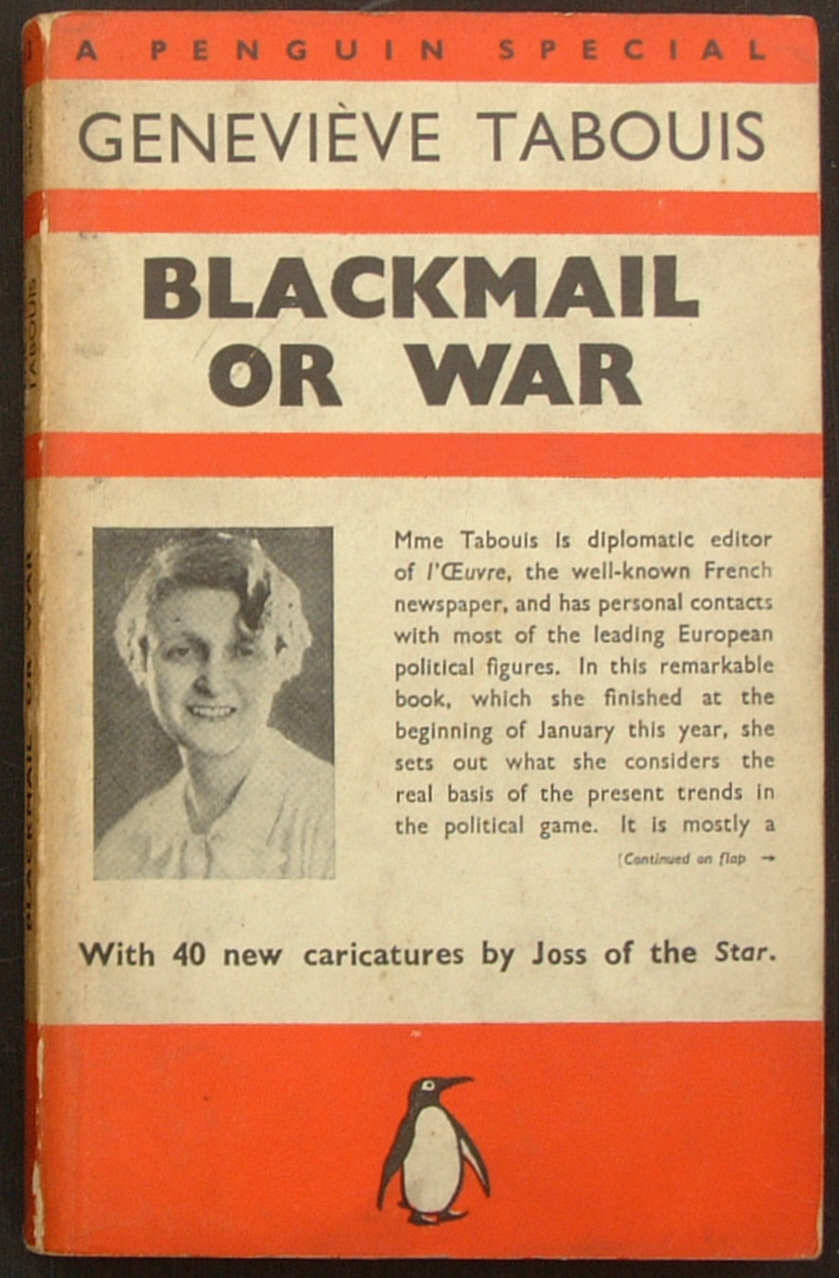 A PENGUIN SPECIAL
GENEVIÈVE TABOUIS
BLACKMAIL
OR WAR
Mme Tabouis is diplomatic editor
of l'Œuvre, the well-known French
newspaper, and has personal contacts
with most of the leading European
political figures. In this remarkable
book, which she finished at the
beginning of January this year, she
sets out what she considers the
real basis of the present trends in
the political game. It is mostly a
(Continued on flap →
With 40 new caricatures by Joss of the Star.
TABOUIS
BLACKMAIL OR WAR